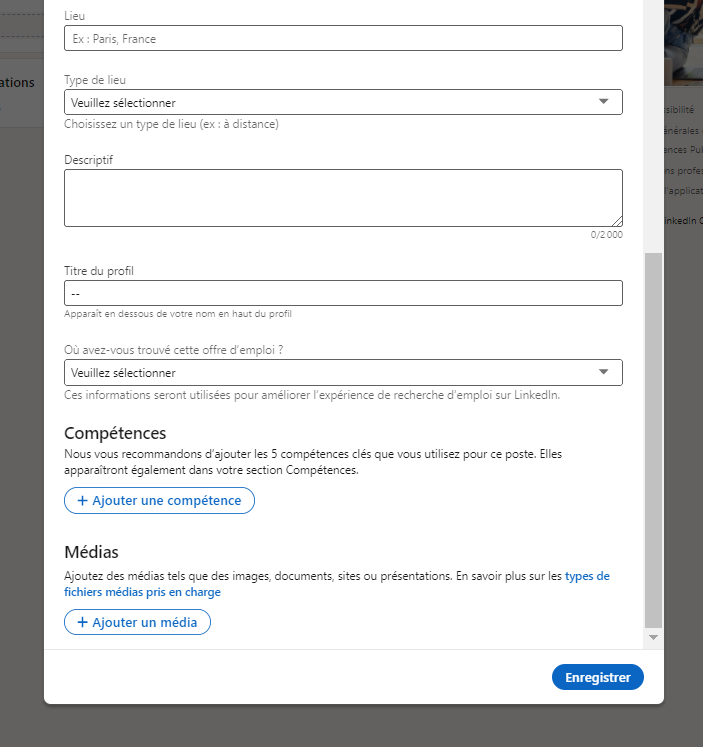 Lieu
Ex : Paris, France
ations
Type de lieu
Veuillez sélectionner
Choisissez un type de lieu (ex : à distance)
sibilité
énérales
ences Pu
ns profes
l'applicat
inkedIn C
Descriptif
0/2 000
Titre du profil
--
Apparaît en dessous de votre nom en haut du profil
Où avez-vous trouvé cette offre d'emploi ?
Veuillez sélectionner
Ces informations seront utilisées pour améliorer l'expérience de recherche d'emploi sur LinkedIn.
Compétences
Nous vous recommandons d'ajouter les 5 compétences clés que vous utilisez pour ce poste. Elles
apparaîtront également dans votre section Compétences.
+ Ajouter une compétence
Médias
Ajoutez des médias tels que des images, documents, sites ou présentations. En savoir plus sur les types de
fichiers médias pris en charge
+ Ajouter un média
Enregistrer